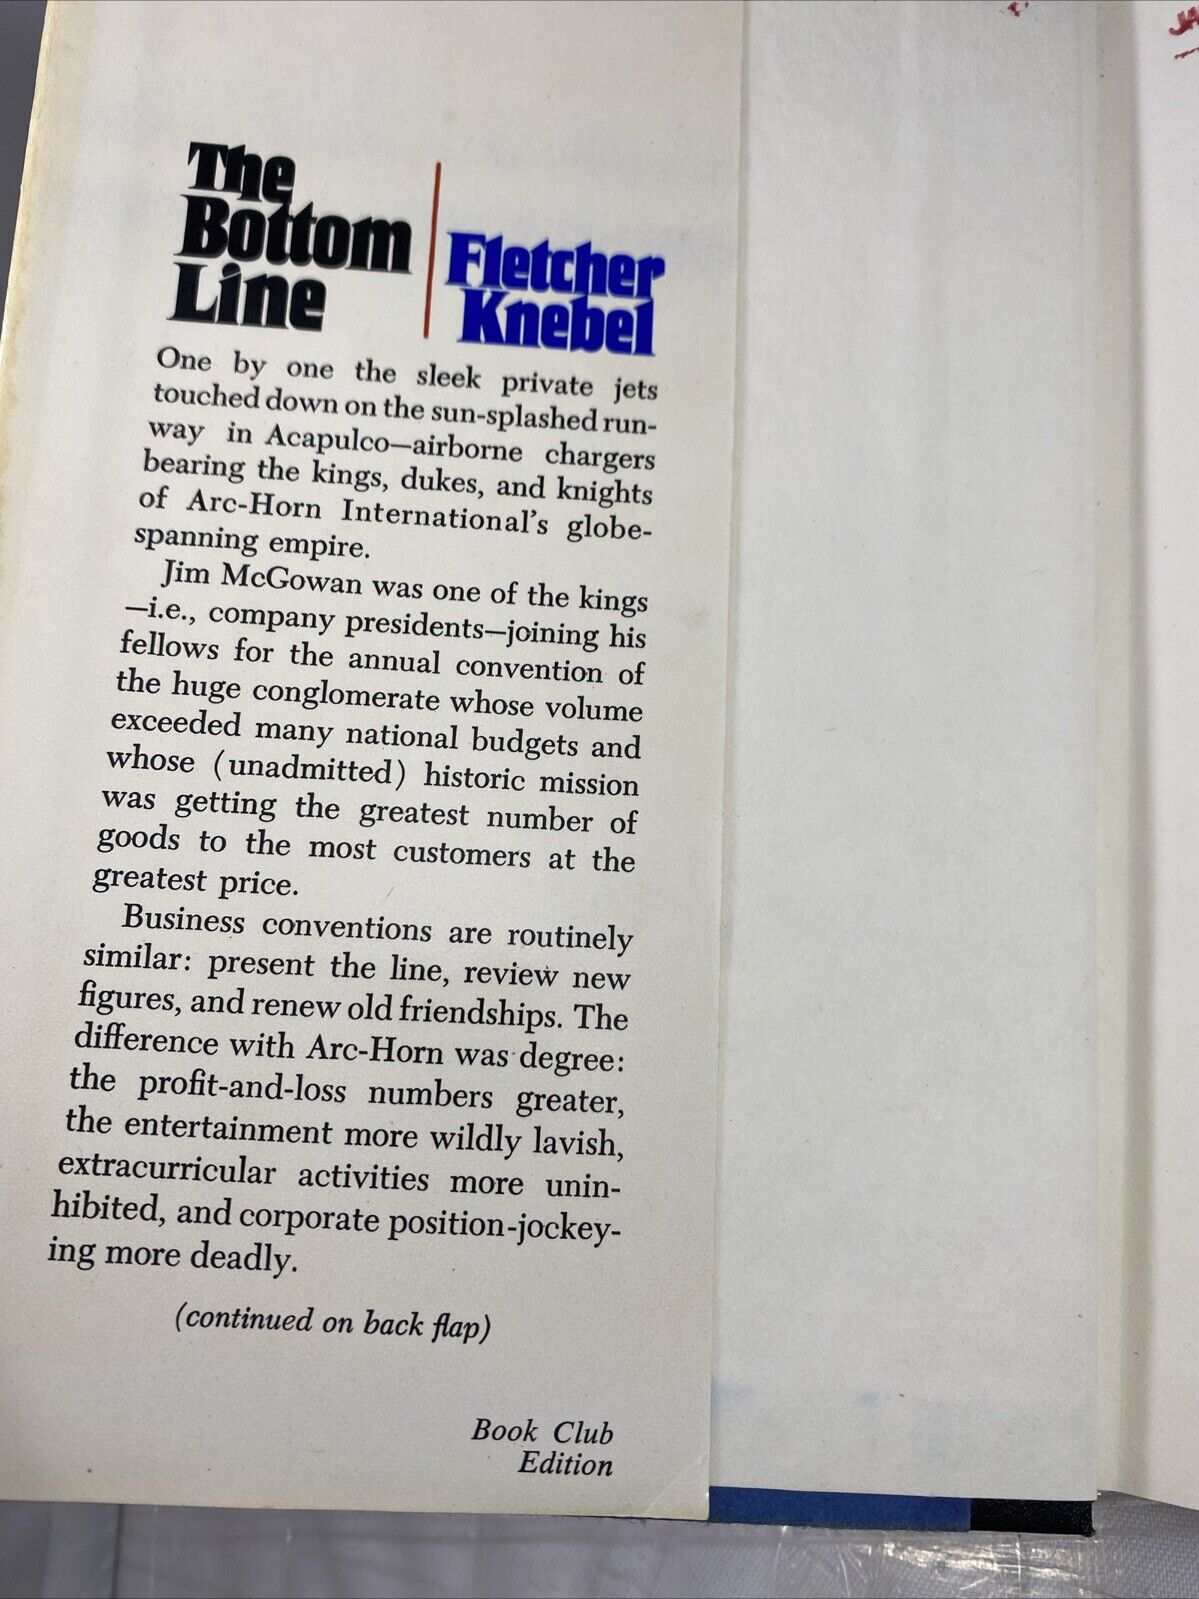 The
Bottom
Line
Fletcher
Knebel
One by one the sleek private jets
touched down on the sun-splashed run-
way in Acapulco—airborne chargers
bearing the kings, dukes, and knights
of Arc-Horn International's globe-
spanning empire.
Jim McGowan was one of the kings
—i.e., company presidents—joining his
fellows for the annual convention of
the huge conglomerate whose volume
exceeded many national budgets and
whose (unadmitted) historic mission
was getting the greatest number of
goods to the most customers at the
greatest price.
Business conventions are routinely
similar: present the line, review new
figures, and renew old friendships. The
difference with Arc-Horn was degree:
the profit-and-loss numbers greater,
the entertainment more wildly lavish,
extracurricular activities more unin-
hibited, and corporate position-jockey-
ing more deadly.
(continued on back flap)
Book Club
Edition